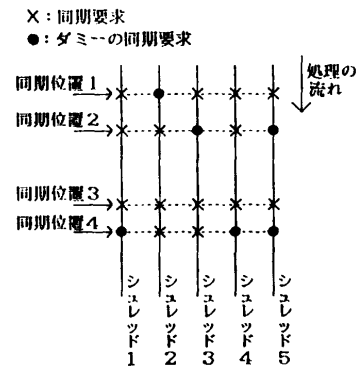 ×：同期要求
●：ダミーの同期要求
処理の
流れ
同期位置1
同期位置2
同期位置3
同期位置4
シュレッド1
シュレッド2
シュレッド3
シュレッド4
シュレッド5